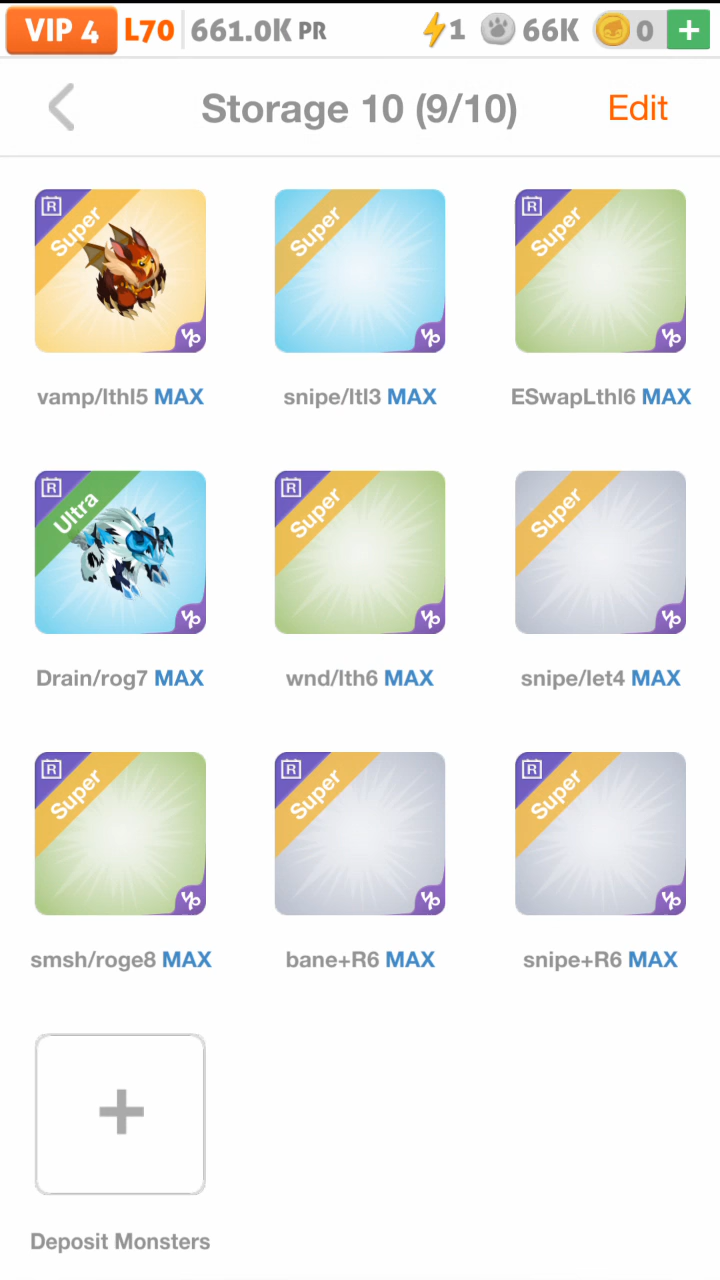 VIP 4 L70 661.0K PR 1 66K 0 +
Storage 10 (9/10) Edit
R Super
Super
R Super
vamp/lthl5 MAX
snipe/ltl3 MAX
ESwapLthl6 MAX
R Ultra
R Super
Super
Drain/rog7 MAX
wnd/lth6 MAX
snipe/let4 MAX
R Super
R Super
R Super
smsh/roge8 MAX
bane+R6 MAX
snipe+R6 MAX
+
Deposit Monsters